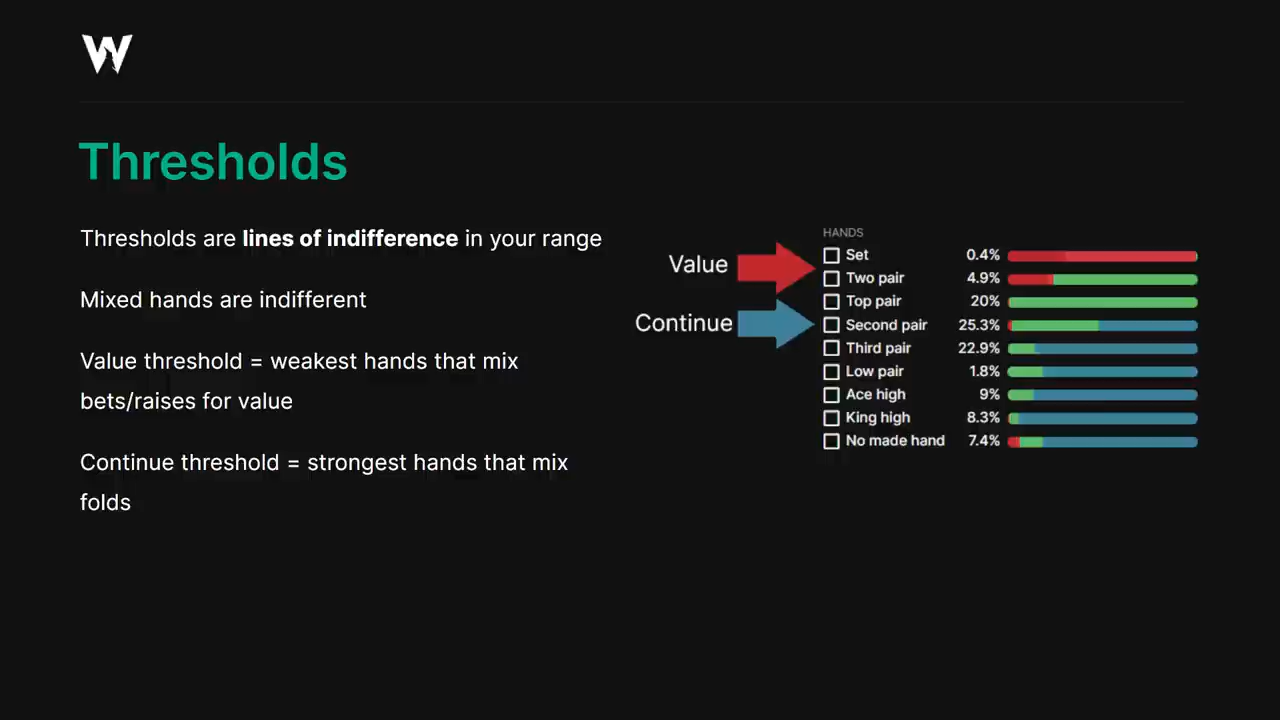 W
Thresholds
Thresholds are lines of indifference in your range
Mixed hands are indifferent
Value threshold = weakest hands that mix
bets/raises for value
Continue threshold = strongest hands that mix
folds
Value
Continue
HANDS
Set 0.4%
Two pair 4.9%
Top pair 20%
Second pair 25.3%
Third pair 22.9%
Low pair 1.8%
Ace high 9%
King high 8.3%
No made hand 7.4%